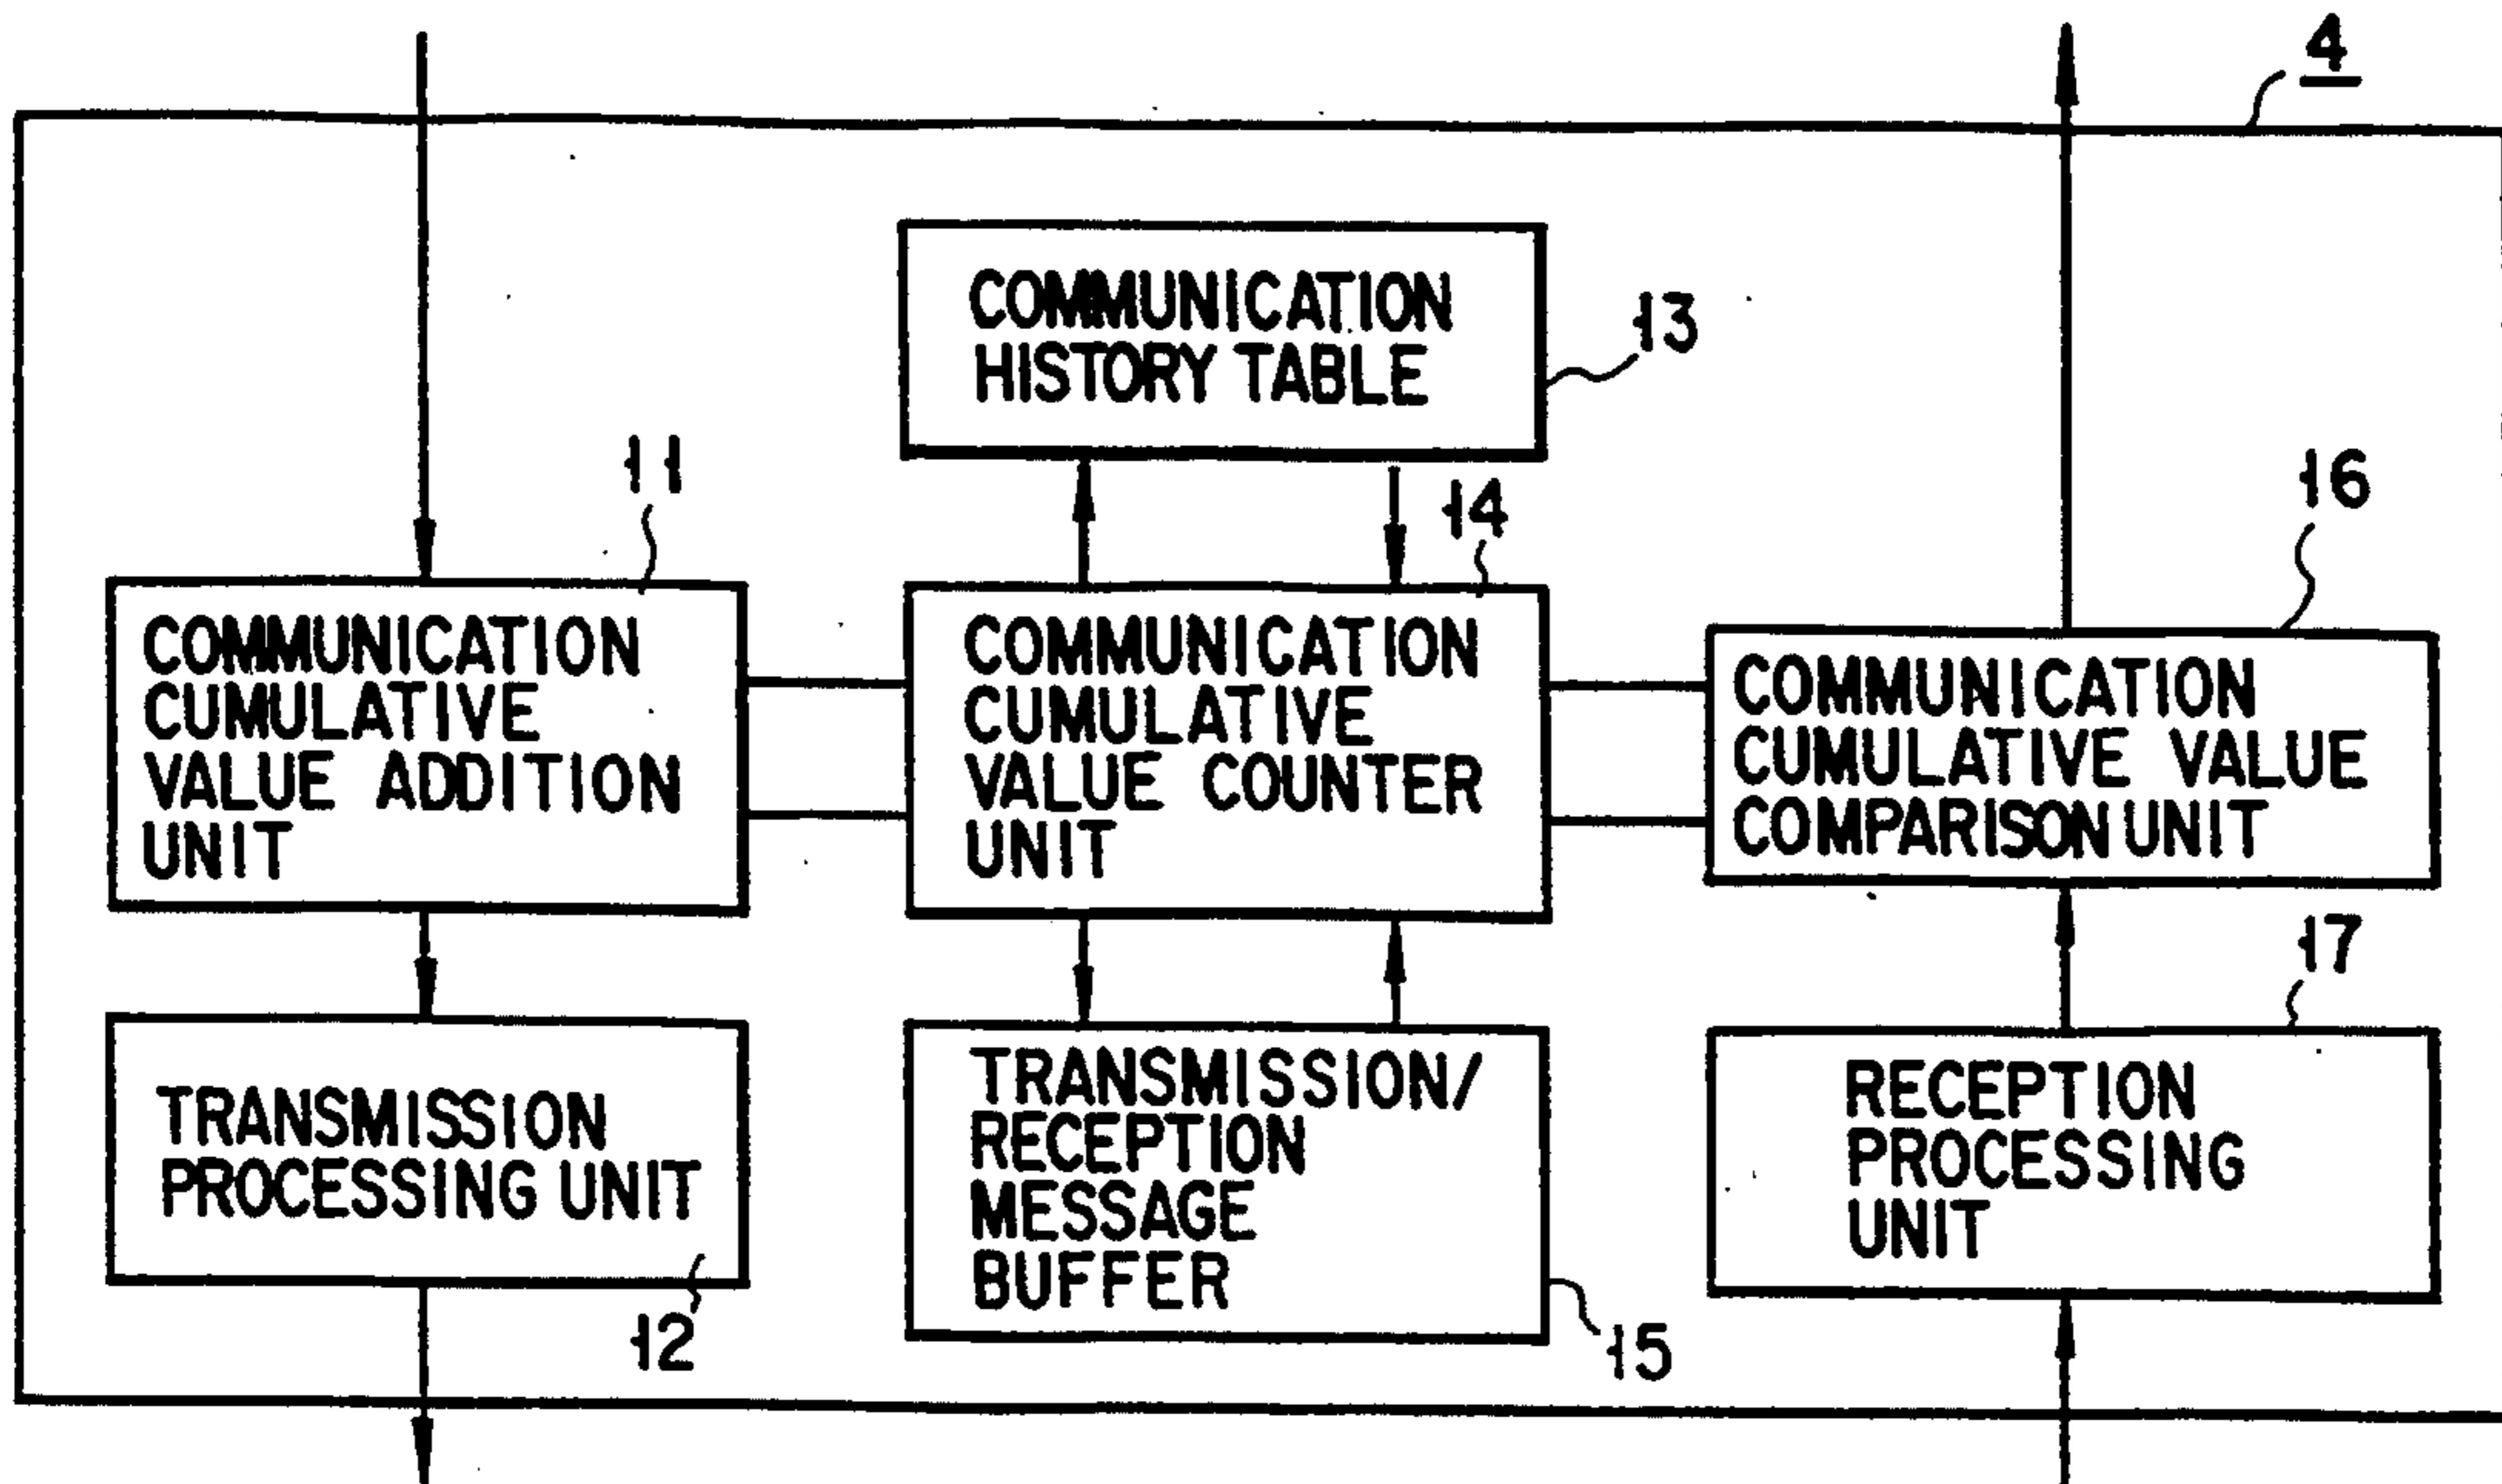 4
COMMUNICATION
HISTORY TABLE
13
11
14
16
COMMUNICATION
CUMULATIVE
VALUE ADDITION
UNIT
COMMUNICATION
CUMULATIVE
VALUE COUNTER
UNIT
COMMUNICATION
CUMULATIVE VALUE
COMPARISON UNIT
17
TRANSMISSION
PROCESSING UNIT
12
TRANSMISSION/
RECEPTION
MESSAGE
BUFFER
15
RECEPTION
PROCESSING
UNIT